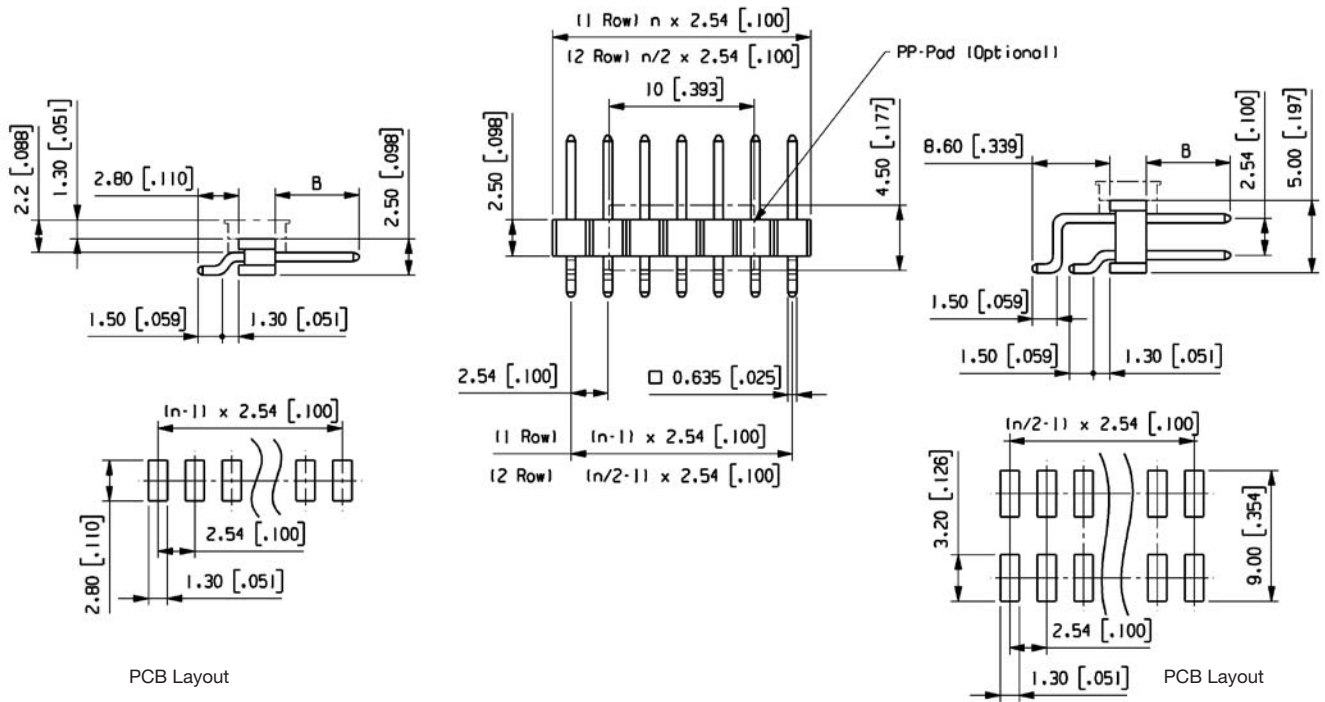 (1 Row) n x 2.54 [.100]
(2 Row) n/2 x 2.54 [.100]
PP-Pad (Optional)
10 [.393]
2.2 [.088]
1.30 [.051]
2.80 [.110]
B
2.50 [.098]
1.50 [.059]
1.30 [.051]
2.50 [.098]
4.50 [.177]
8.60 [.339]
B
2.54 [.100]
5.00 [.197]
1.50 [.059]
1.50 [.059]
1.30 [.051]
2.54 [.100]
□ 0.635 [.025]
(1 Row) (n-1) x 2.54 [.100]
(2 Row) (n/2-1) x 2.54 [.100]
(n-1) x 2.54 [.100]
2.80 [.110]
2.54 [.100]
1.30 [.051]
PCB Layout
(n/2-1) x 2.54 [.100]
3.20 [.126]
9.00 [.354]
2.54 [.100]
1.30 [.051]
PCB Layout